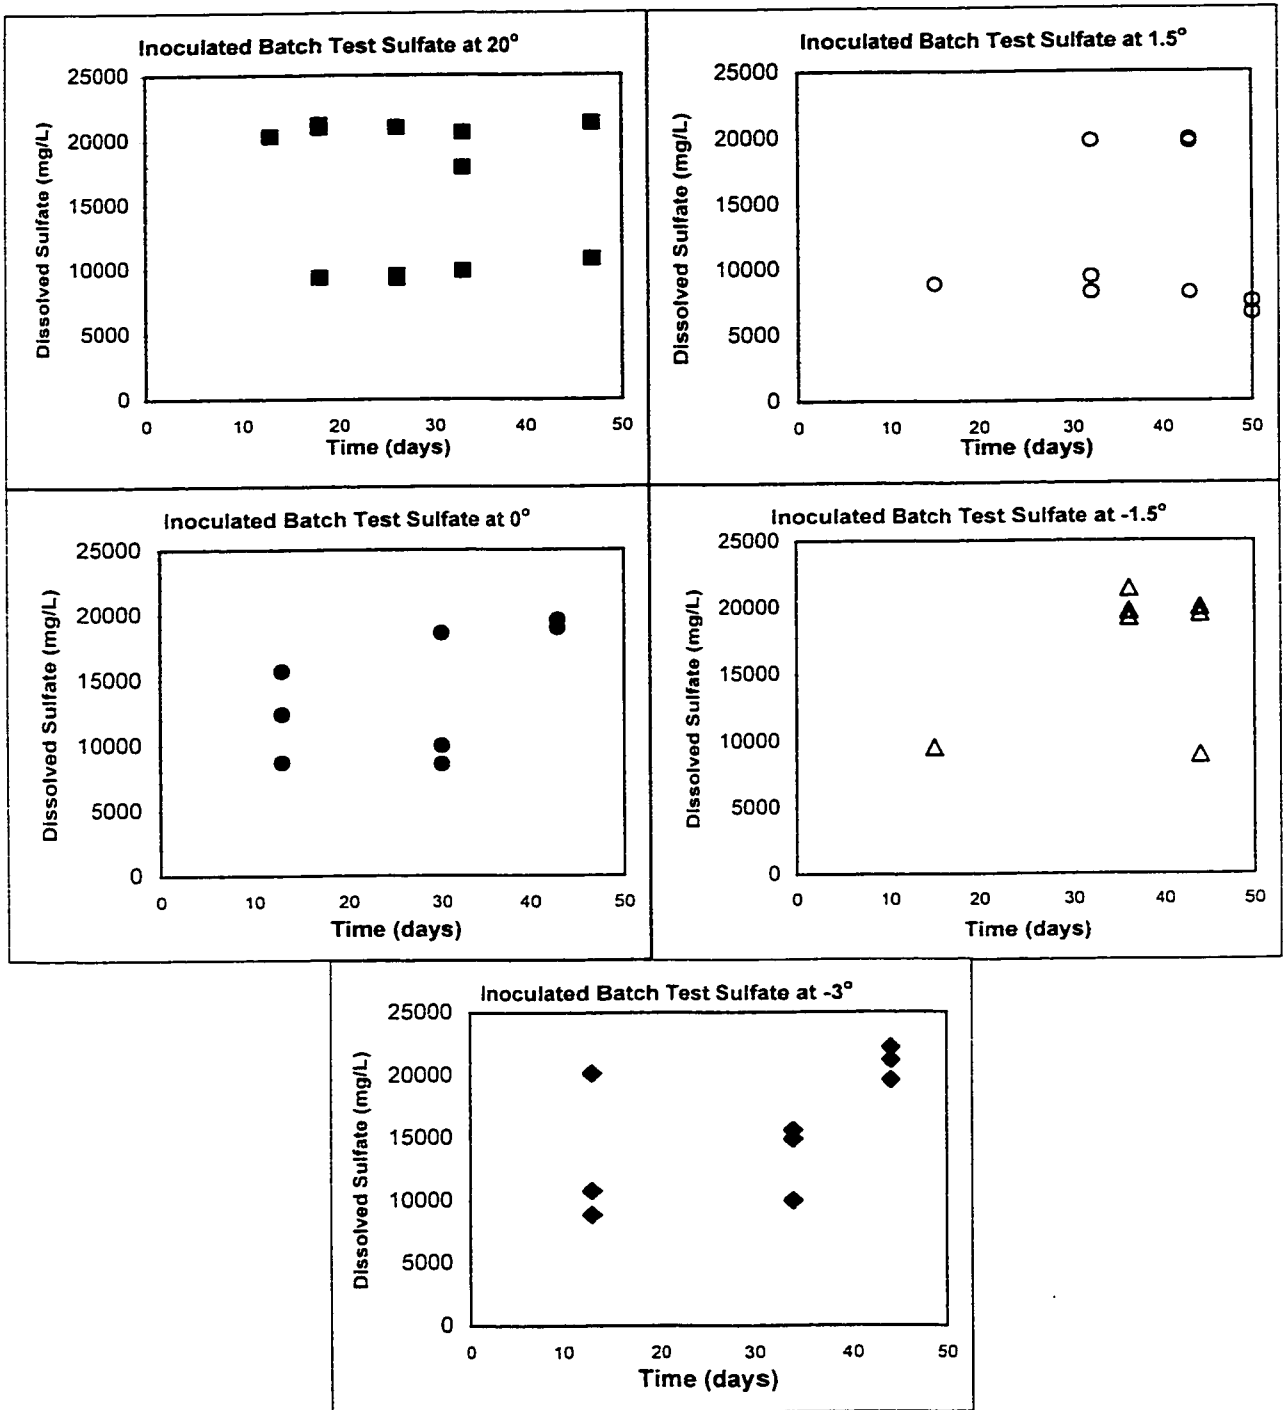 Inoculated Batch Test Sulfate at 20°
25000
20000
15000
10000
5000
0
Dissolved Sulfate (mg/L)
0 10 20 30 40 50
Time (days)
Inoculated Batch Test Sulfate at 1.5°
25000
20000
15000
10000
5000
0
Dissolved Sulfate (mg/L)
0 10 20 30 40 50
Time (days)
Inoculated Batch Test Sulfate at 0°
25000
20000
15000
10000
5000
0
Dissolved Sulfate (mg/L)
0 10 20 30 40 50
Time (days)
Inoculated Batch Test Sulfate at -1.5°
25000
20000
15000
10000
5000
0
Dissolved Sulfate (mg/L)
0 10 20 30 40 50
Time (days)
Inoculated Batch Test Sulfate at -3°
25000
20000
15000
10000
5000
0
Dissolved Sulfate (mg/L)
0 10 20 30 40 50
Time (days)